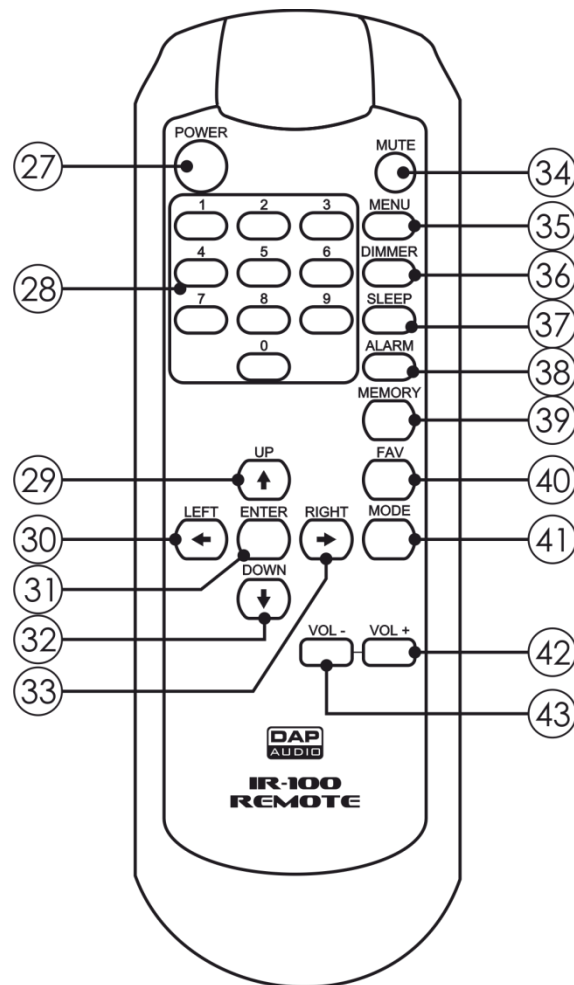 POWER
MUTE
27
34
1 2 3 MENU
35
4 5 6 DIMMER
28
36
7 8 9 SLEEP
37
0 ALARM
38
MEMORY
39
UP FAV
29
40
LEFT ENTER RIGHT MODE
30
41
31
DOWN
32
VOL - VOL +
42
33
43
DAP
AUDIO
IR-100
REMOTE